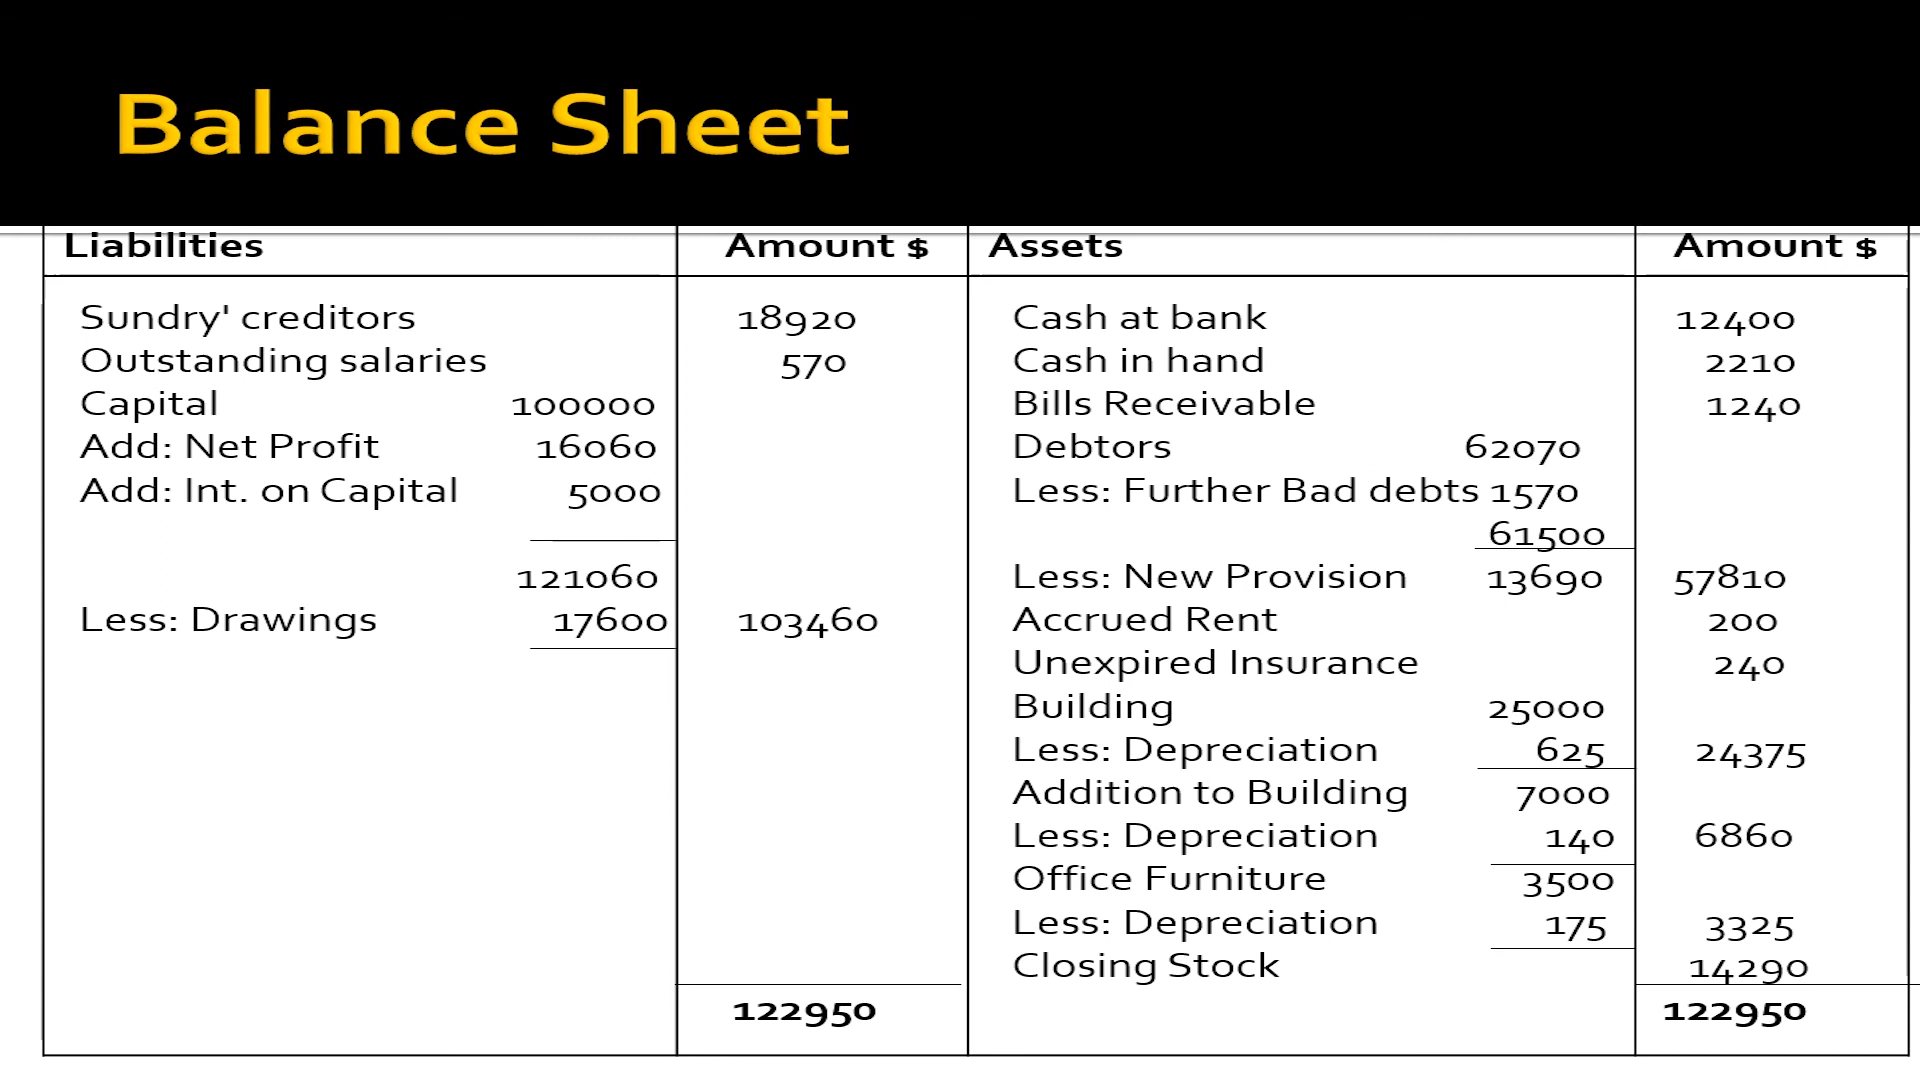 Balance Sheet
Liabilities Amount $ Assets Amount $
Sundry' creditors 18920 Cash at bank 12400
Outstanding salaries 570 Cash in hand 2210
Capital 100000 Bills Receivable 1240
Add: Net Profit 16060 Debtors 62070
Add: Int. on Capital 5000 Less: Further Bad debts 1570
61500
121060 Less: New Provision 13690 57810
Less: Drawings 17600 103460 Accrued Rent 200
Unexpired Insurance 240
Building 25000
Less: Depreciation 625 24375
Addition to Building 7000
Less: Depreciation 140 6860
Office Furniture 3500
Less: Depreciation 175 3325
Closing Stock 14290
122950 122950